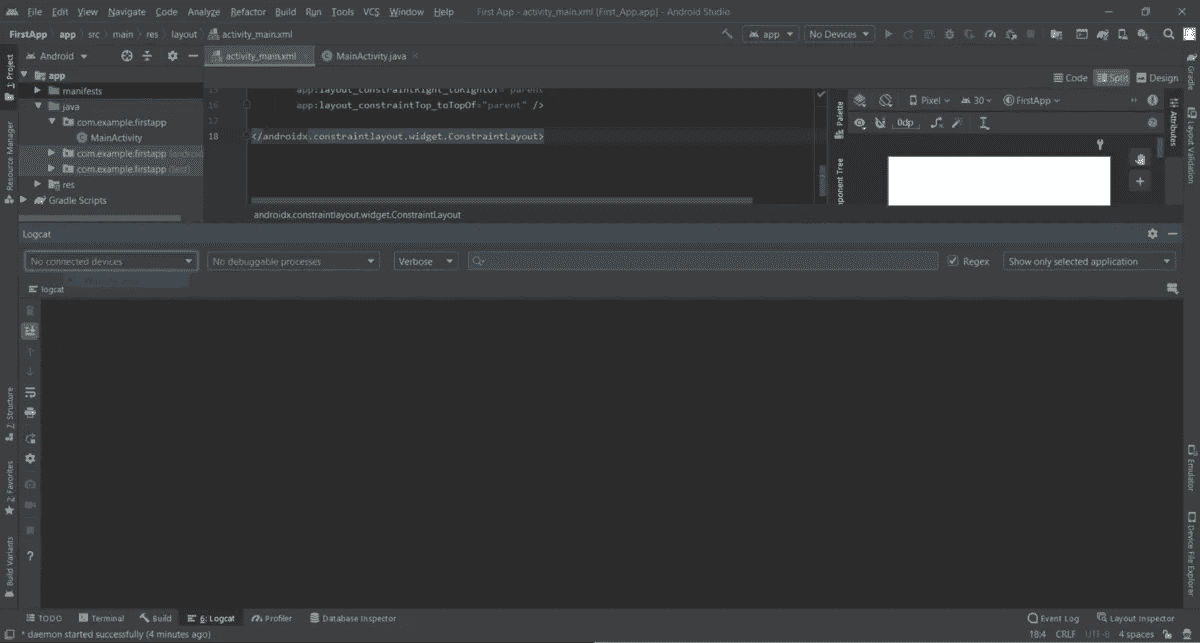 File Edit View Navigate Code Analyze Refactor Build Run Tools VCS Window Help First App - activity_main.xml [First_App.app] - Android Studio
FirstApp app src main res layout activity_main.xml app No Devices
Android activity_main.xml MainActivity.java
Code Split Design
1: Project
Resource Manager
2: Structure
2: Favorites
Build Variants
app
manifests
java
com.example.firstapp
MainActivity
com.example.firstapp
com.example.firstapp (test)
res
Gradle Scripts
15 app:layout_constraintRight_toRightOf="parent"
16 app:layout_constraintTop_toTopOf="parent" />
17
18 </androidx.constraintlayout.widget.ConstraintLayout>
androidx.constraintlayout.widget.ConstraintLayout
Palette
ponent Tree
Pixel 30 FirstApp
0dp
Attributes
Gradle
Layout Validation
Emulator
Device File Explorer
Logcat
No connected devices No debuggable processes Verbose Regex Show only selected application
logcat
TODO Terminal Build 6: Logcat Profiler Database Inspector Event Log Layout Inspector
* daemon started successfully (4 minutes ago) 18:4 CRLF UTF-8 4 spaces